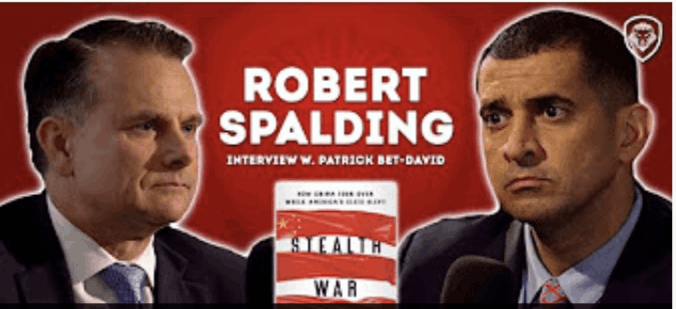 ROBERT
SPALDING
INTERVIEW W. PATRICK BET-DAVID
HOW CHINA TOOK OVER
WHILE AMERICA'S ELITE SLEPT
STEALTH
WAR